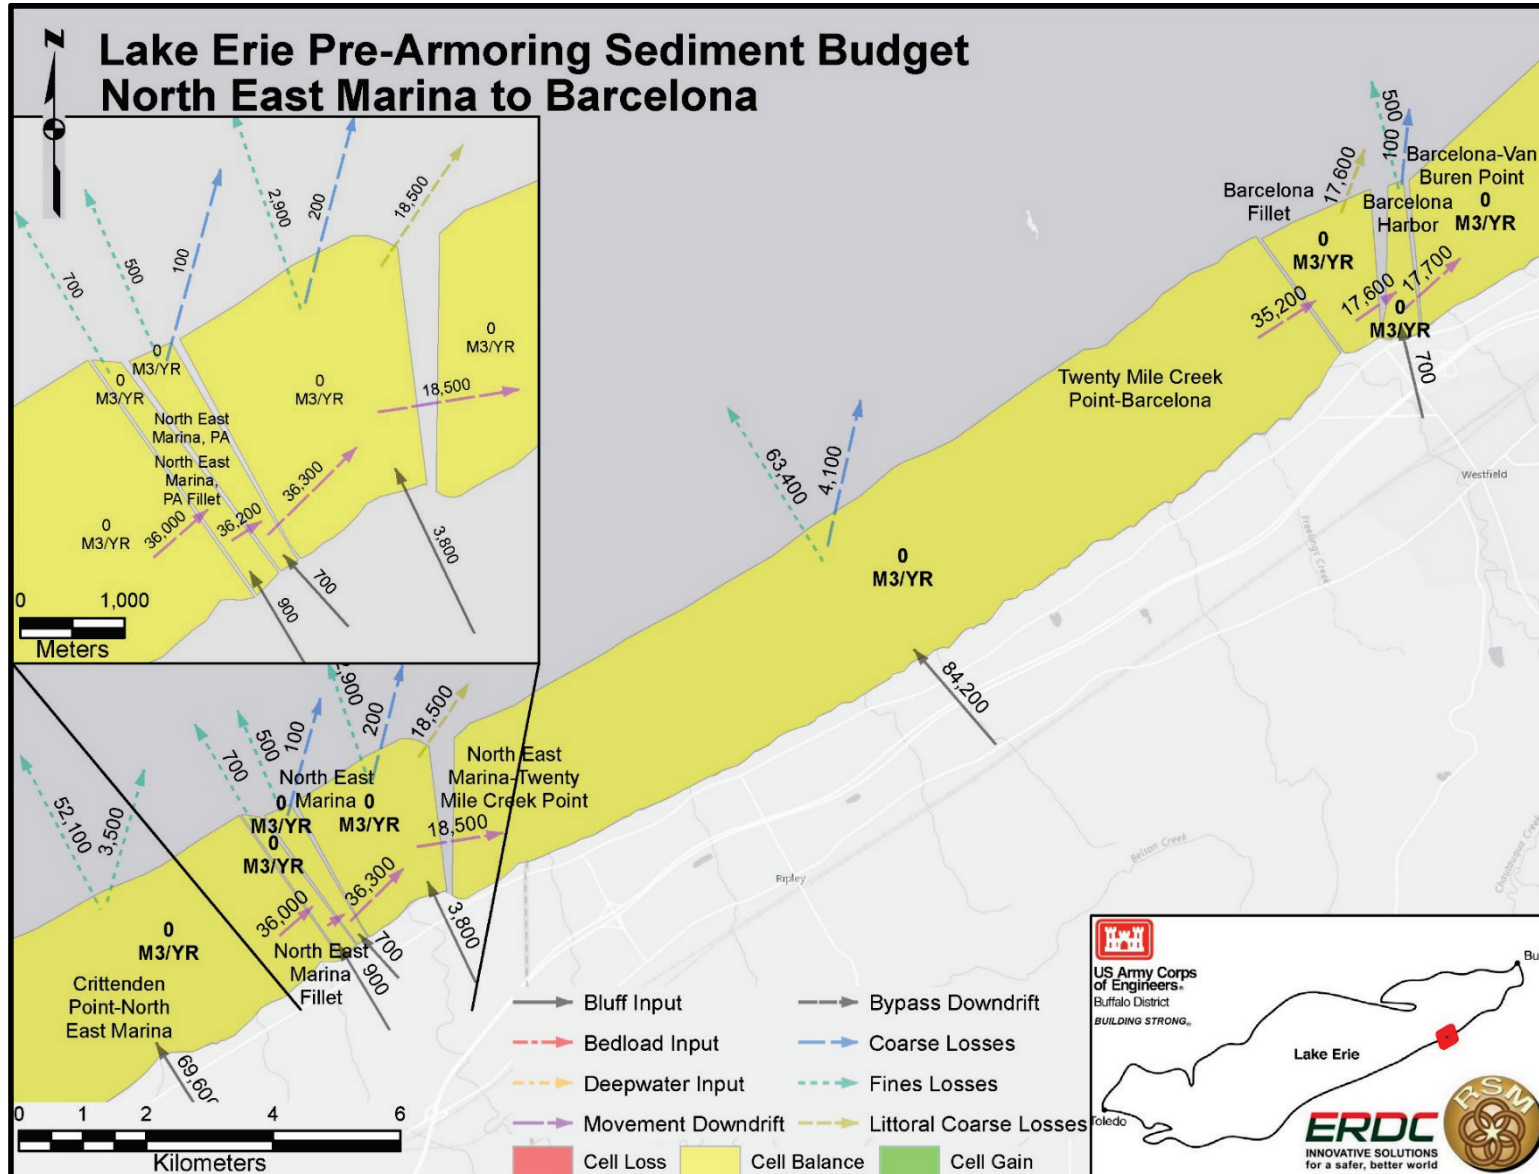 Lake Erie Pre-Armoring Sediment Budget
North East Marina to Barcelona
N
2,900
200
18,500
700
500
100
0
M3/YR
0
M3/YR
0
M3/YR
0
M3/YR
18,500
North East
Marina, PA
North East
Marina,
PA Fillet
36,300
36,200
36,000
0
M3/YR
3,800
700
900
0 1,000
Meters
500
100
17,600
Barcelona-Van
Buren Point
0
M3/YR
Barcelona
Fillet
Barcelona
Harbor
0
M3/YR
35,200
17,600
17,700
0
M3/YR
700
Twenty Mile Creek
Point-Barcelona
63,400
4,100
0
M3/YR
84,200
Westfield
Freelings Creek
Belson Creek
Chautauqua Creek
Ripley
2,900
200
18,500
700
500
100
52,100
3,500
North East
Marina
0
M3/YR
0
M3/YR
0
M3/YR
North East
Marina-Twenty
Mile Creek Point
18,500
36,300
36,000
3,800
700
900
0
M3/YR
North East
Marina
Fillet
Crittenden
Point-North
East Marina
69,600
0 1 2 4 6
Kilometers
Bluff Input
Bypass Downdrift
Bedload Input
Coarse Losses
Deepwater Input
Fines Losses
Movement Downdrift
Littoral Coarse Losses
Cell Loss
Cell Balance
Cell Gain
US Army Corps
of Engineers®
Buffalo District
BUILDING STRONG®
Bu
Lake Erie
Toledo
ERDC
INNOVATIVE SOLUTIONS
for a safer, better world
RSM